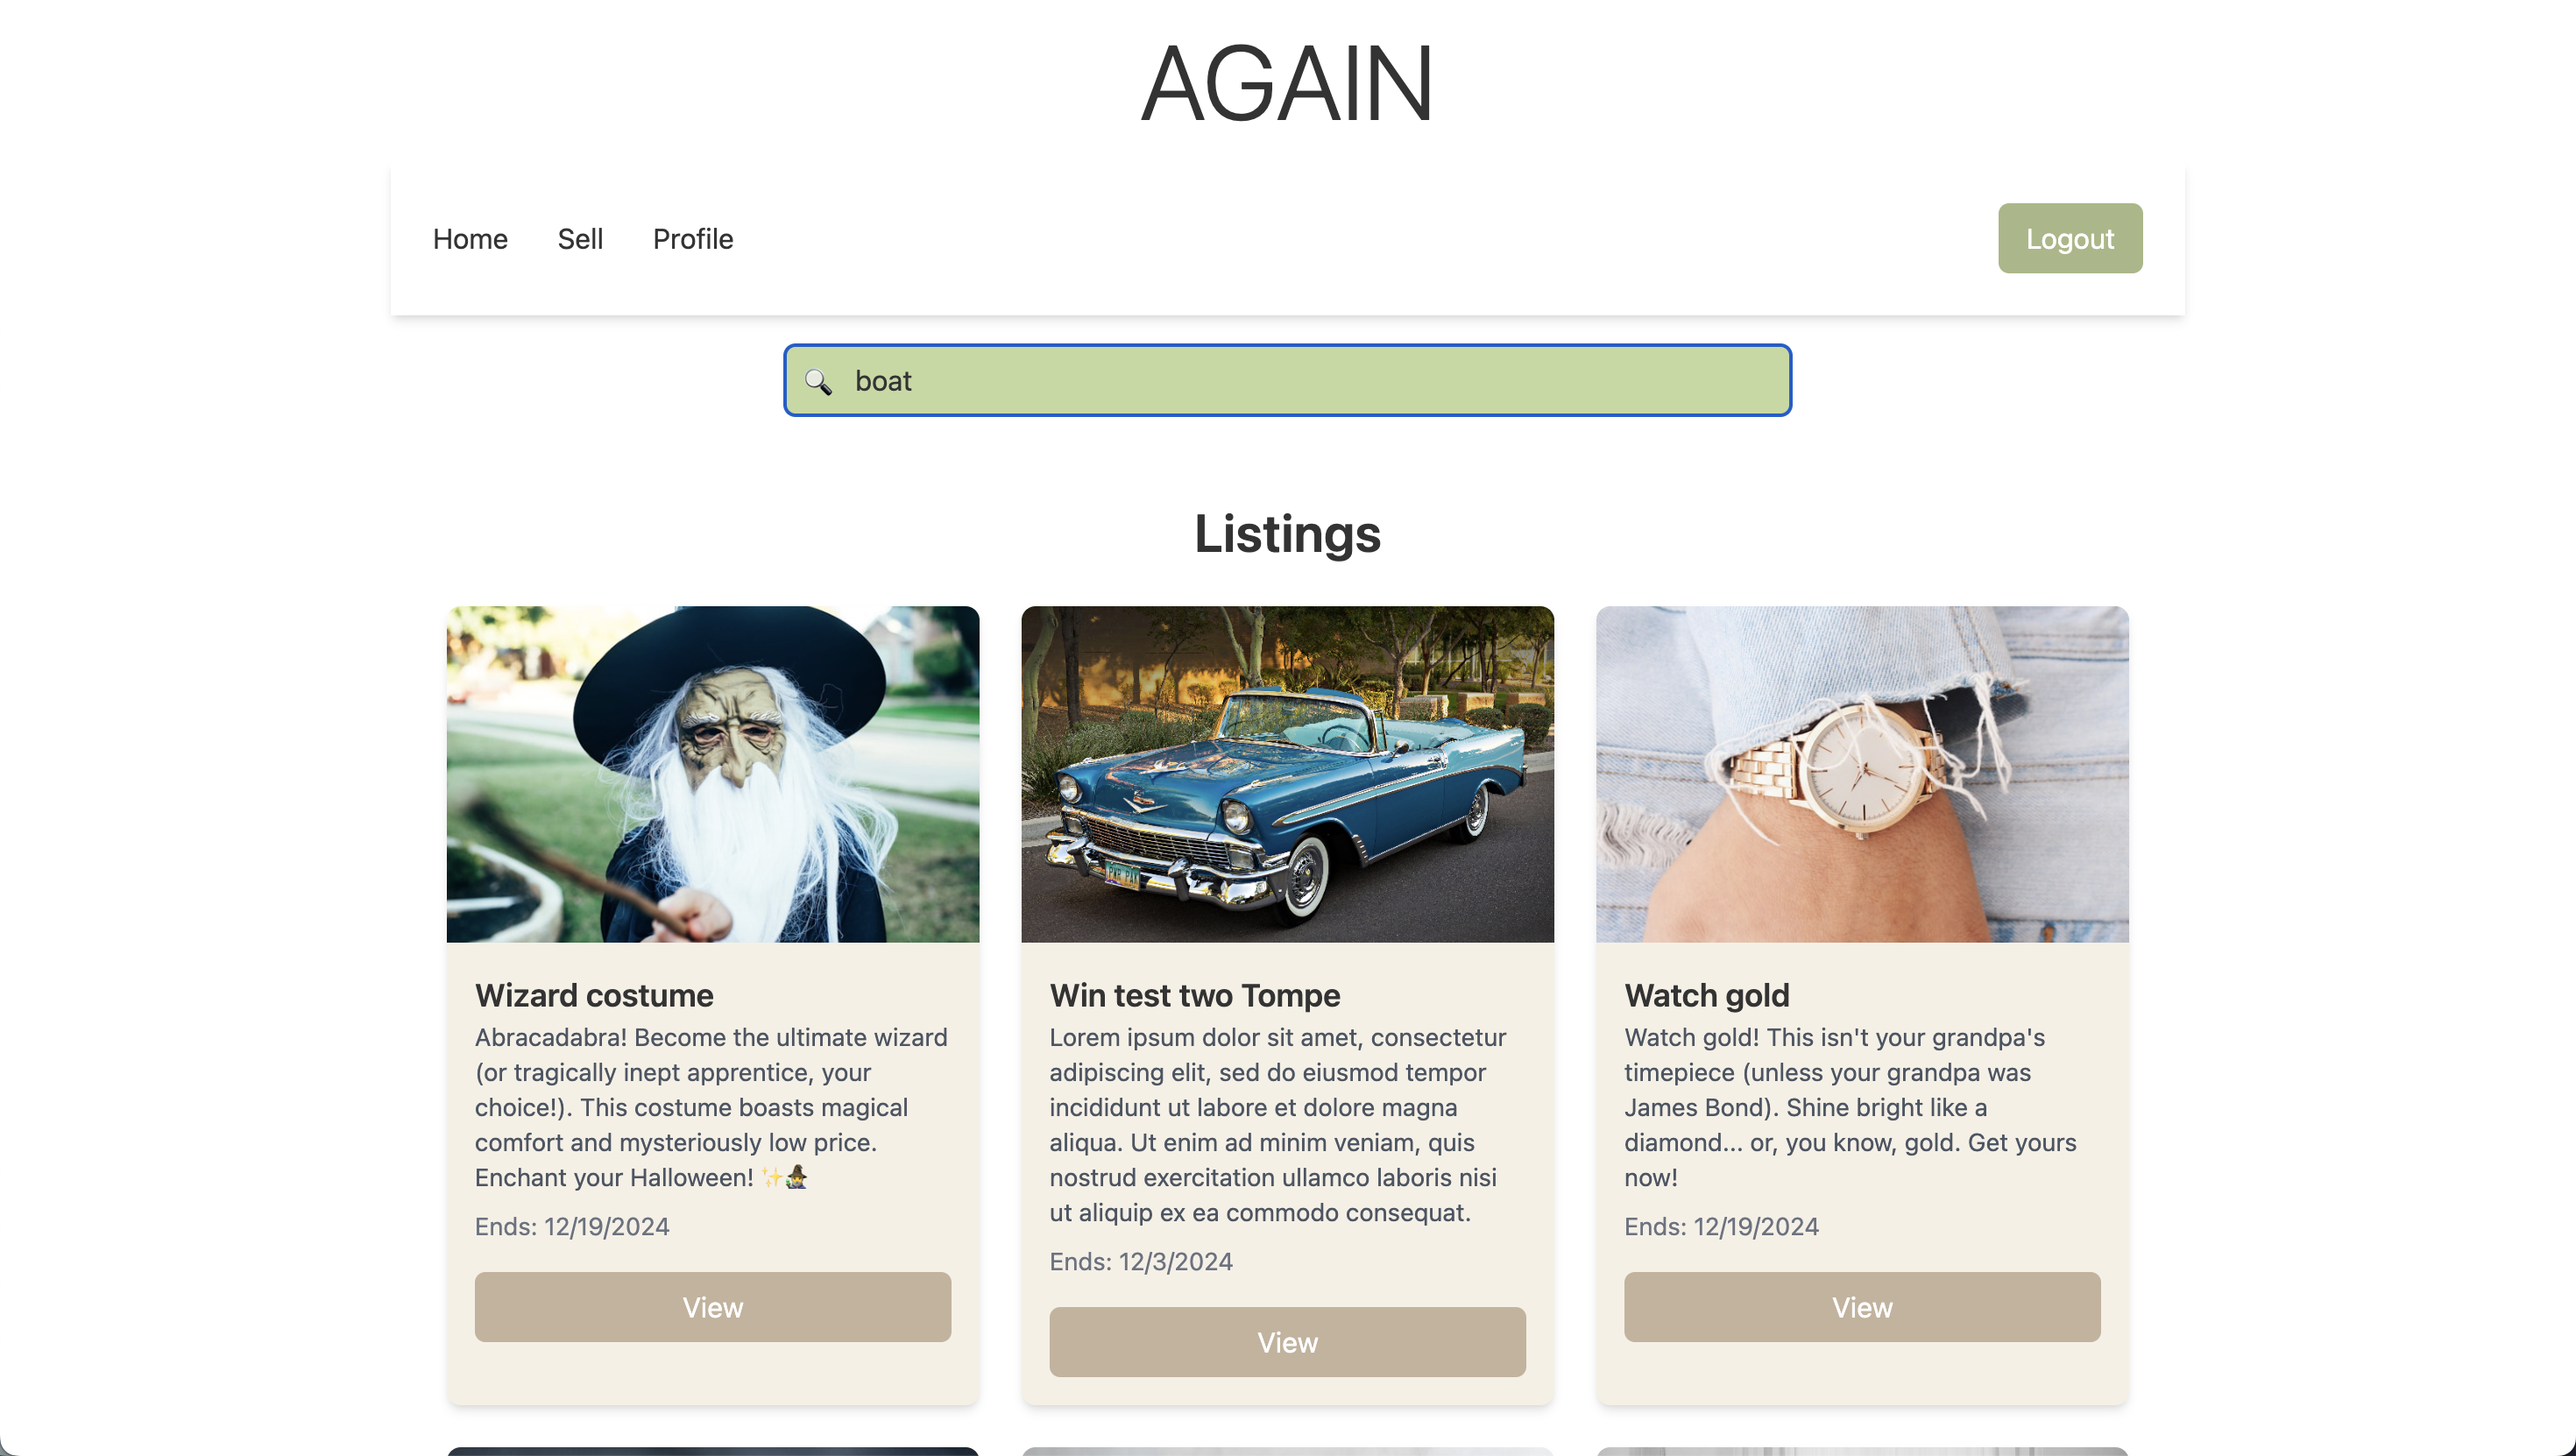 AGAIN
Home Sell Profile Logout
🔍 boat
Listings
Wizard costume
Abracadabra! Become the ultimate wizard
(or tragically inept apprentice, your
choice!). This costume boasts magical
comfort and mysteriously low price.
Enchant your Halloween! ✨🧙
Ends: 12/19/2024
View
Win test two Tompe
Lorem ipsum dolor sit amet, consectetur
adipiscing elit, sed do eiusmod tempor
incididunt ut labore et dolore magna
aliqua. Ut enim ad minim veniam, quis
nostrud exercitation ullamco laboris nisi
ut aliquip ex ea commodo consequat.
Ends: 12/3/2024
View
Watch gold
Watch gold! This isn't your grandpa's
timepiece (unless your grandpa was
James Bond). Shine bright like a
diamond... or, you know, gold. Get yours
now!
Ends: 12/19/2024
View